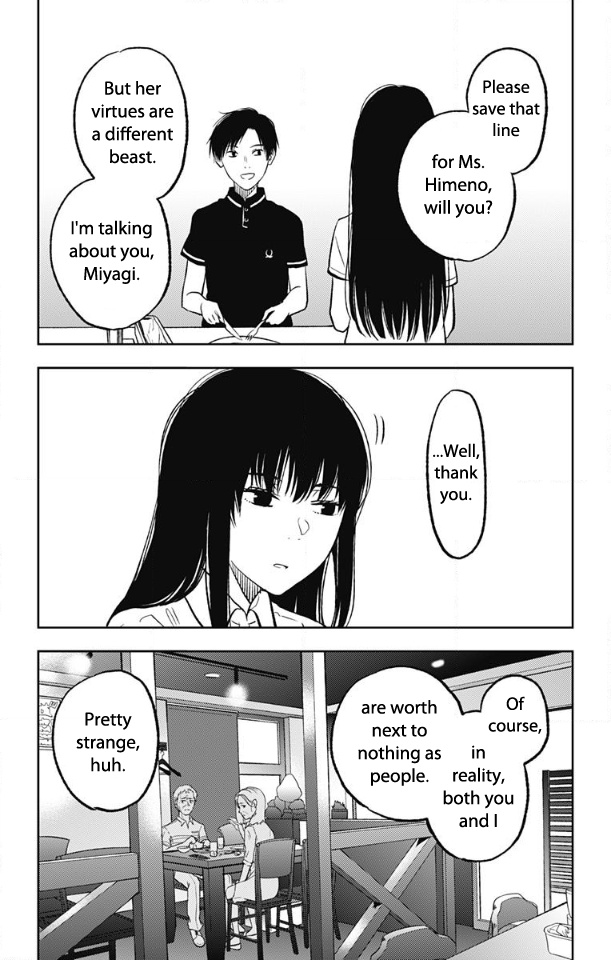 Please
save that
line
for Ms.
Himeno,
will you?
But her
virtues are
a different
beast.
I'm talking
about you,
Miyagi.
...Well,
thank
you.
Of
course,
in
reality,
both you
and I
are worth
next to
nothing as
people.
Pretty
strange,
huh.